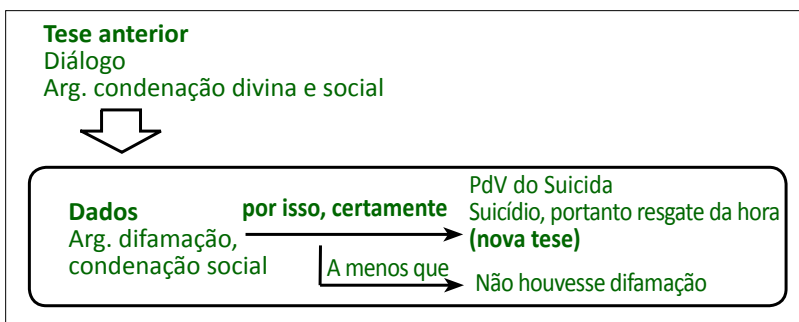 Tese anterior
Diálogo
Arg. condenação divina e social
Dados
Arg. difamação,
condenação social
por isso, certamente
A menos que
PdV do Suicida
Suicídio, portanto resgate da hora
(nova tese)
Não houvesse difamação